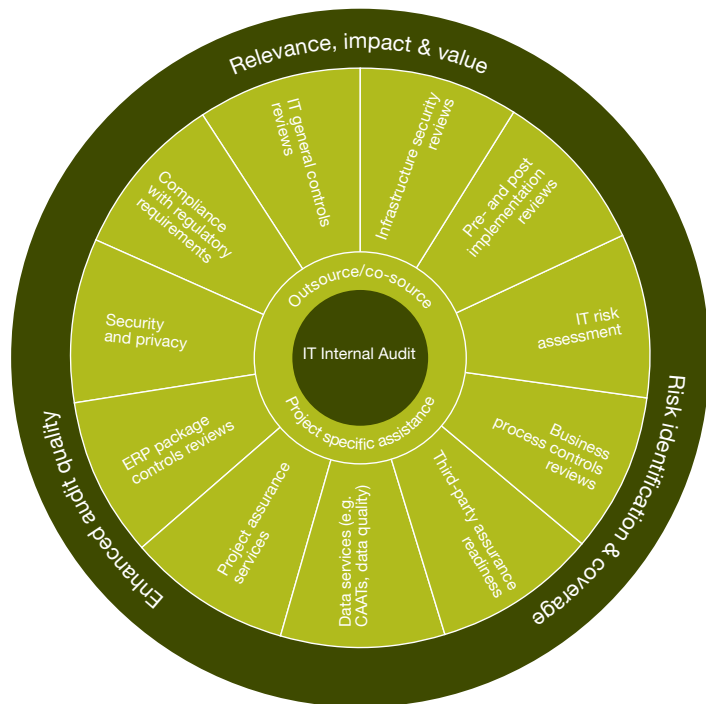 Relevance, impact & value
Risk identification & coverage
Enhanced audit quality
IT general controls
reviews
Infrastructure security
reviews
Pre- and post
implementation
reviews
IT risk
assessment
Business
process controls
reviews
Third-party assurance
readiness
Data services (e.g.
CAATs, data quality)
Project assurance
services
ERP package
controls reviews
Security
and privacy
Compliance
with regulatory
requirements
Outsource/co-source
IT Internal Audit
Project specific assistance